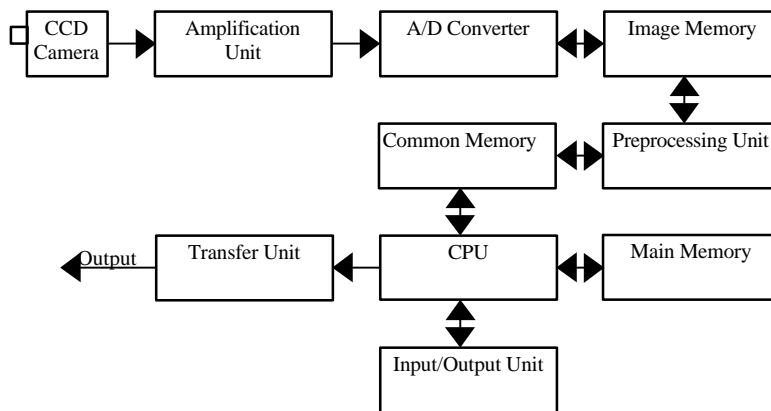 CCD
Camera
Amplification
Unit
A/D Converter
Image Memory
Common Memory
Preprocessing Unit
Output
Transfer Unit
CPU
Main Memory
Input/Output Unit